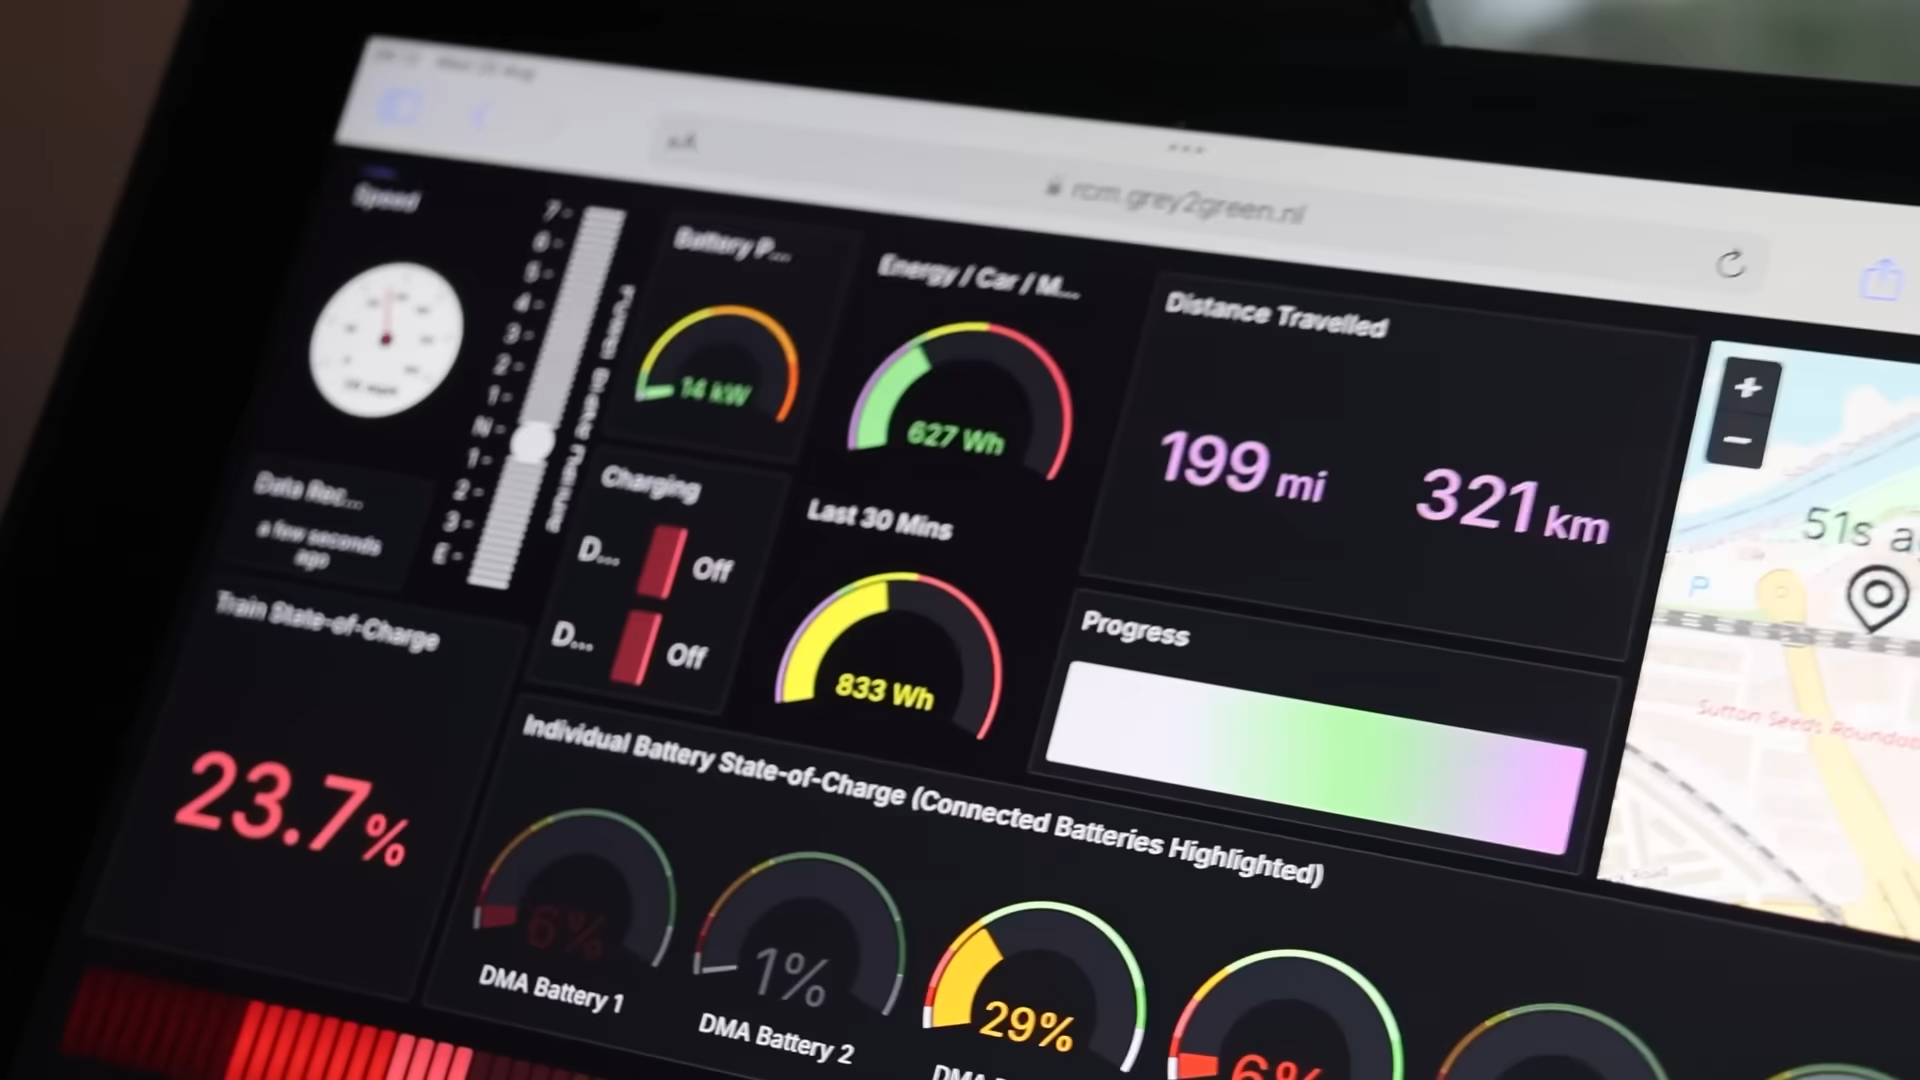 AA
rcm.grey2green.nl
Speed
7-
6-
5-
4-
3-
2-
1-
N-
1-
2-
3-
E-
Battery P...
14 kW
Energy / Car / M...
627 Wh
Distance Travelled
199 mi
321 km
51s a
P
Data Rec...
a few seconds
ago
Charging
D...
Off
D...
Off
Last 30 Mins
833 Wh
Progress
Train State-of-Charge
23.7%
Individual Battery State-of-Charge (Connected Batteries Highlighted)
6%
DMA Battery 1
1%
DMA Battery 2
29%
6%
Sutton Seeds